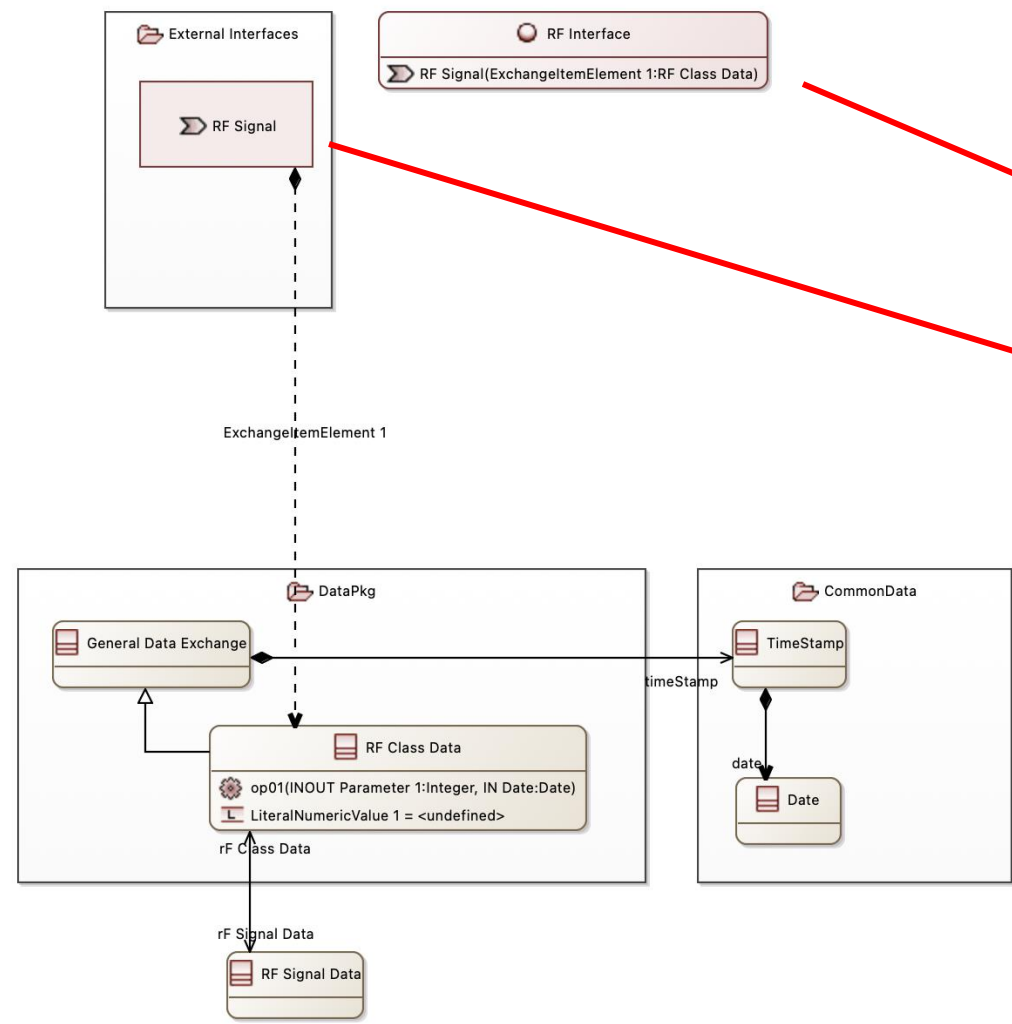 External Interfaces
RF Interface
RF Signal(ExchangeItemElement 1:RF Class Data)
RF Signal
ExchangeItemElement 1
DataPkg
CommonData
General Data Exchange
TimeStamp
timeStamp
RF Class Data
date
op01(INOUT Parameter 1:Integer, IN Date:Date)
Date
L LiteralNumericValue 1 = <undefined>
rF Class Data
rF Signal Data
RF Signal Data